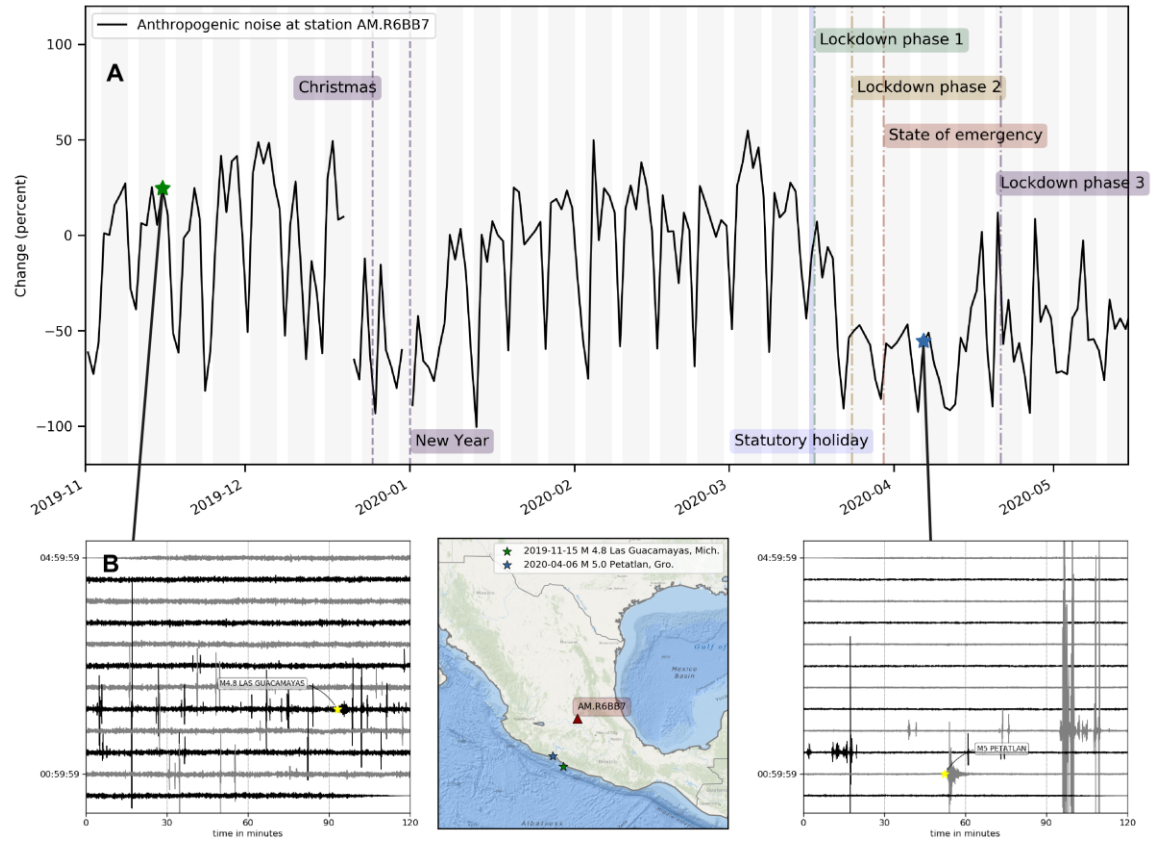 Anthropogenic noise at station AM.R6BB7
A
Lockdown phase 1
Christmas
Lockdown phase 2
State of emergency
Lockdown phase 3
New Year
Statutory holiday
Change (percent)
100
50
0
−50
−100
2019-11
2019-12
2020-01
2020-02
2020-03
2020-04
2020-05
B
04:59:59
M4.8 LAS GUACAMAYAS
00:59:59
0
30
60
90
120
time in minutes
2019-11-15 M 4.8 Las Guacamayas, Mich.
2020-04-06 M 5.0 Petatlan, Gro.
Gulf of
Mexico
Basin
AM.R6BB7
04:59:59
M5 PETATLAN
00:59:59
0
30
60
90
120
time in minutes